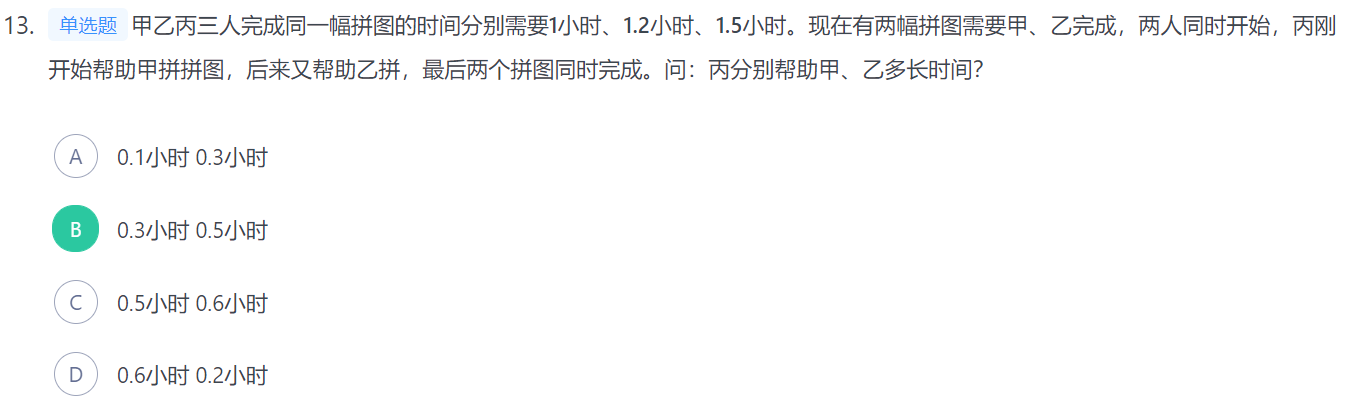 13. 单选题 甲乙丙三人完成同一幅拼图的时间分别需要1小时、1.2小时、1.5小时。现在有两幅拼图需要甲、乙完成，两人同时开始，丙刚
开始帮助甲拼拼图，后来又帮助乙拼，最后两个拼图同时完成。问：丙分别帮助甲、乙多长时间？
A 0.1小时 0.3小时
B 0.3小时 0.5小时
C 0.5小时 0.6小时
D 0.6小时 0.2小时